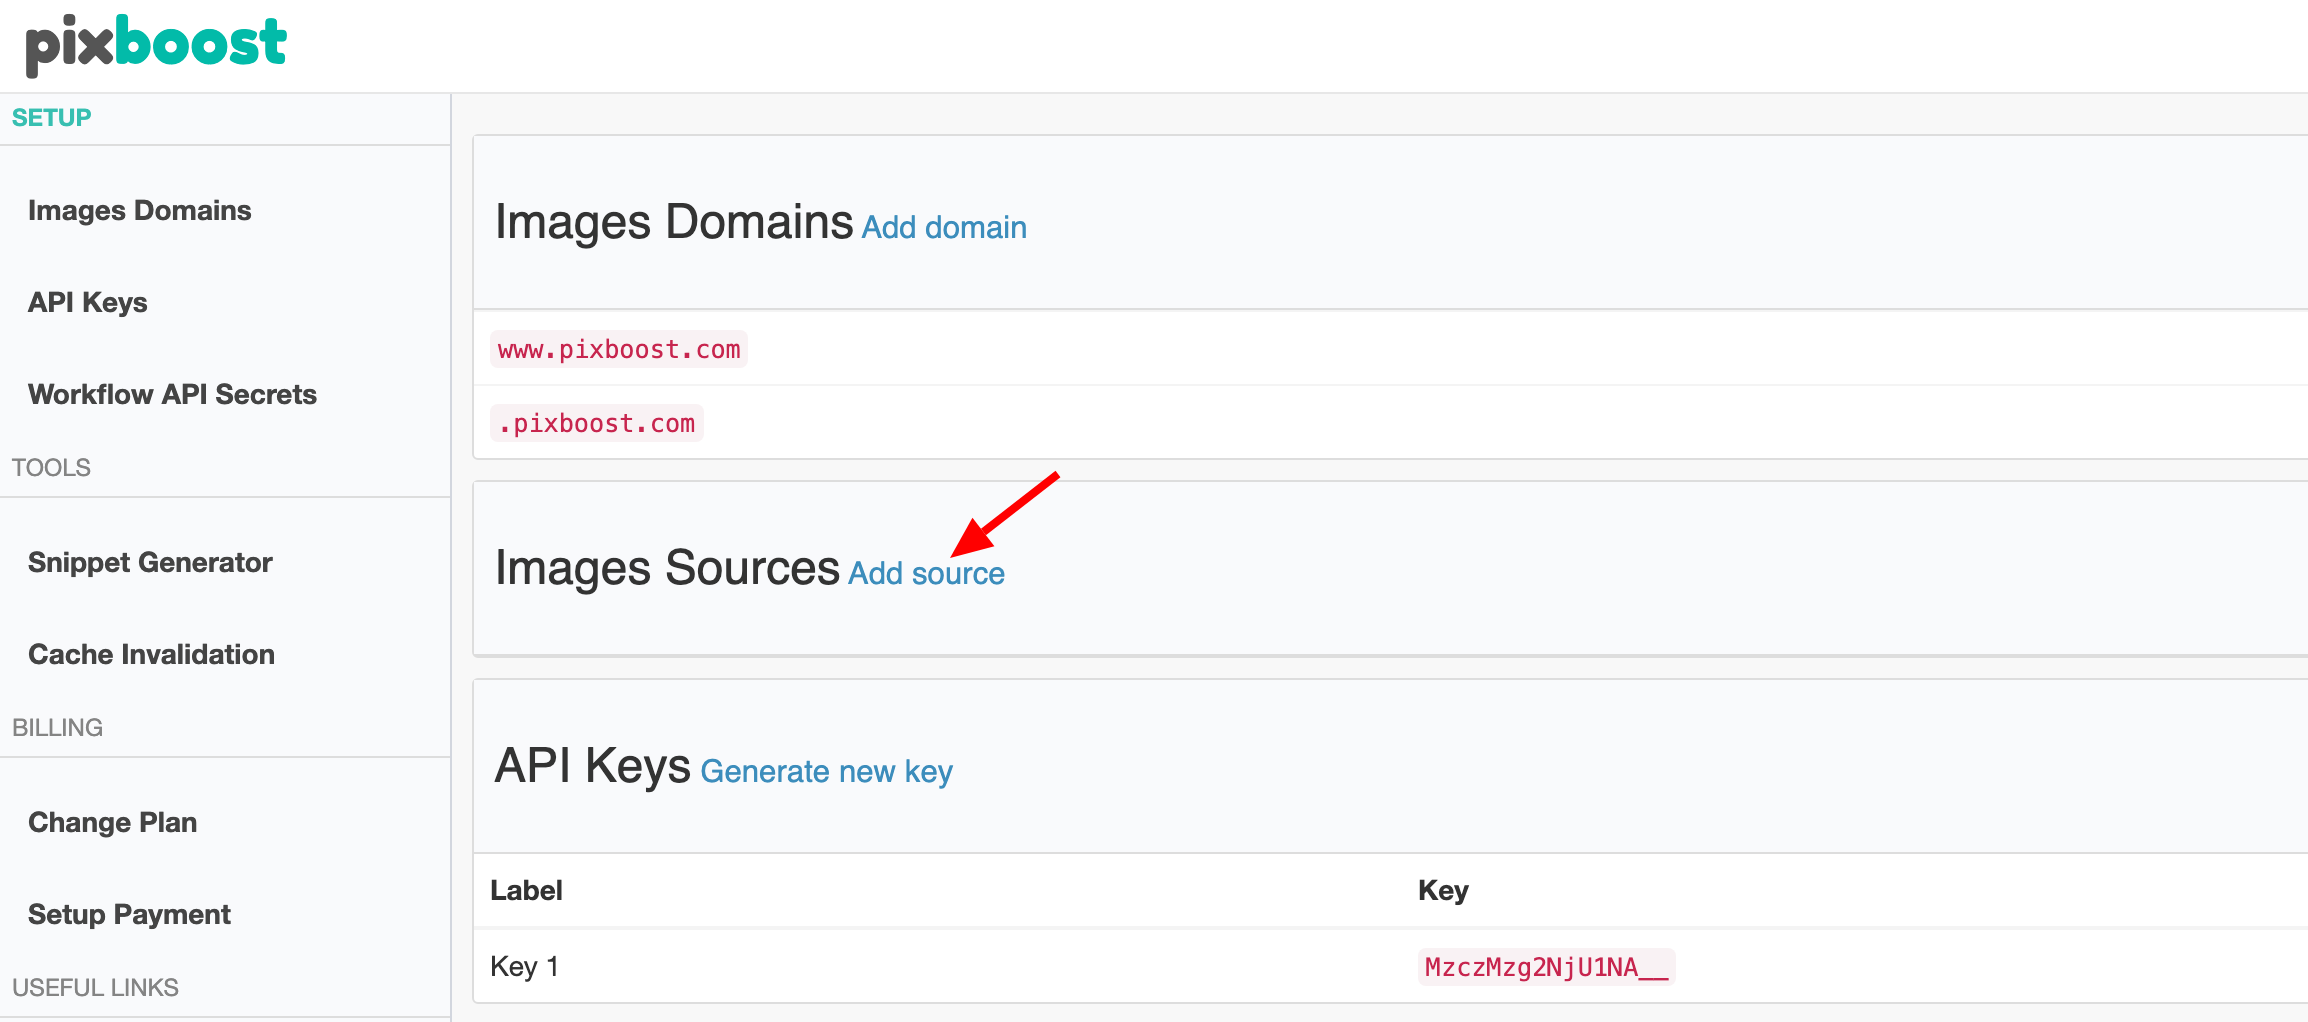 pixboost
SETUP
Images Domains
API Keys
Workflow API Secrets
TOOLS
Snippet Generator
Cache Invalidation
BILLING
Change Plan
Setup Payment
USEFUL LINKS
Images Domains Add domain
www.pixboost.com
.pixboost.com
Images Sources Add source
API Keys Generate new key
Label Key
Key 1 MzczMzg2NjU1NA__